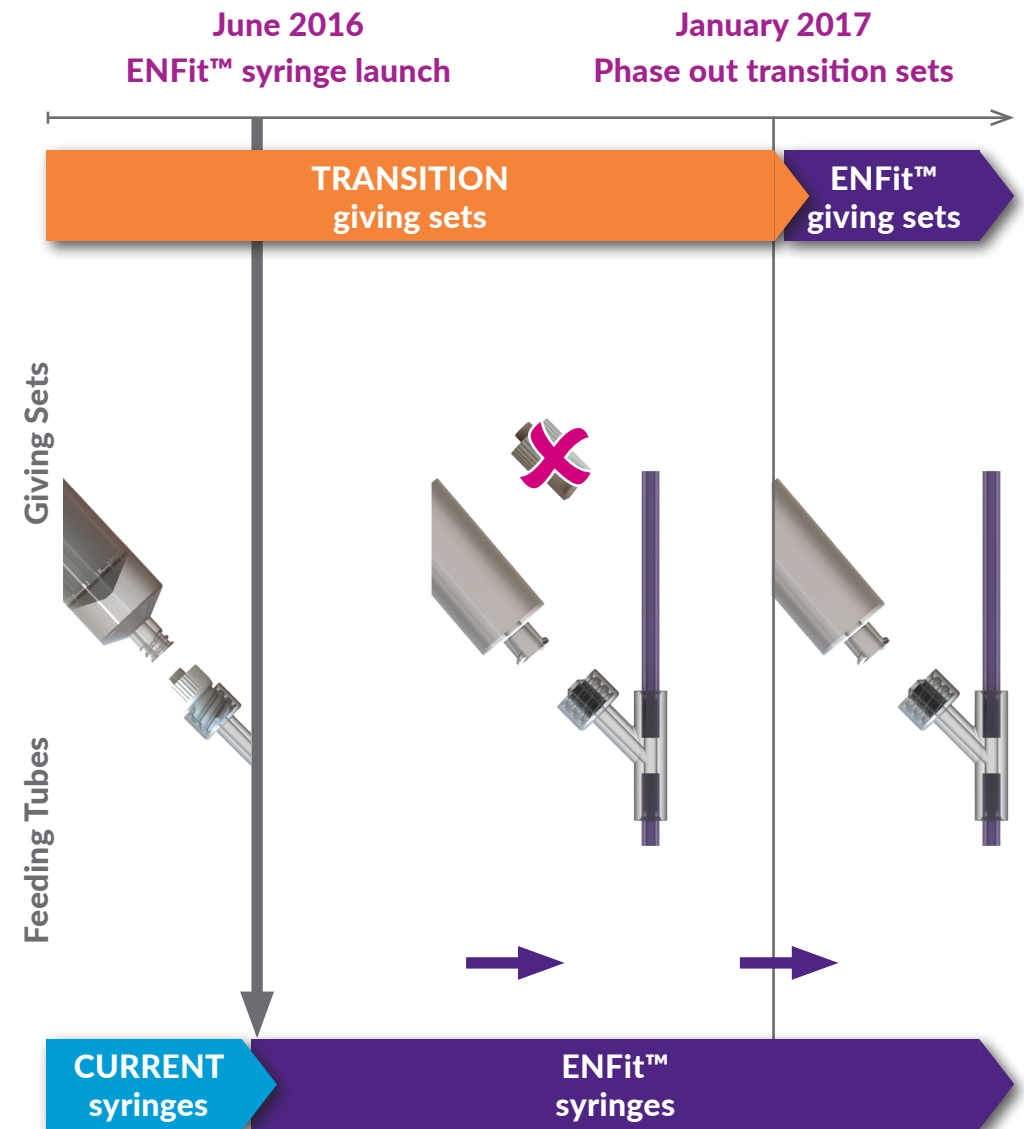 June 2016
ENFit™ syringe launch
January 2017
Phase out transition sets
TRANSITION
giving sets
ENFit™
giving sets
Giving Sets
Feeding Tubes
CURRENT
syringes
ENFit™
syringes